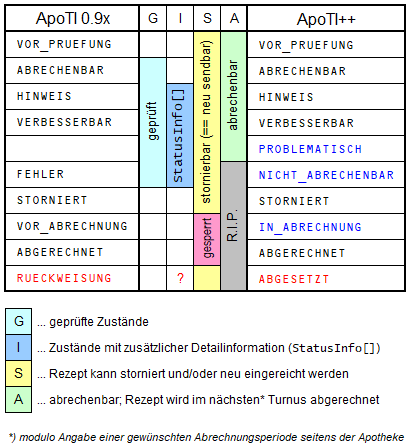 ApoTI 0.9x G I S A ApoTI++
VOR_PRUEFUNG VOR_PRUEFUNG
ABRECHENBAR ABRECHENBAR
HINWEIS HINWEIS
VERBESSERBAR VERBESSERBAR
PROBLEMATISCH
FEHLER NICHT_ABRECHENBAR
STORNIERT STORNIERT
VOR_ABRECHNUNG IN_ABRECHNUNG
ABGERECHNET ABGERECHNET
RUECKWEISUNG ? ABGESETZT
geprüft
StatusInfo[]
stornierbar (== neu sendbar)
gesperrt
abrechenbar
R.I.P.
G ... geprüfte Zustände
I ... Zustände mit zusätzlicher Detailinformation (StatusInfo[])
S ... Rezept kann storniert und/oder neu eingereicht werden
A ... abrechenbar; Rezept wird im nächsten* Turnus abgerechnet
*) modulo Angabe einer gewünschten Abrechnungsperiode seitens der Apotheke